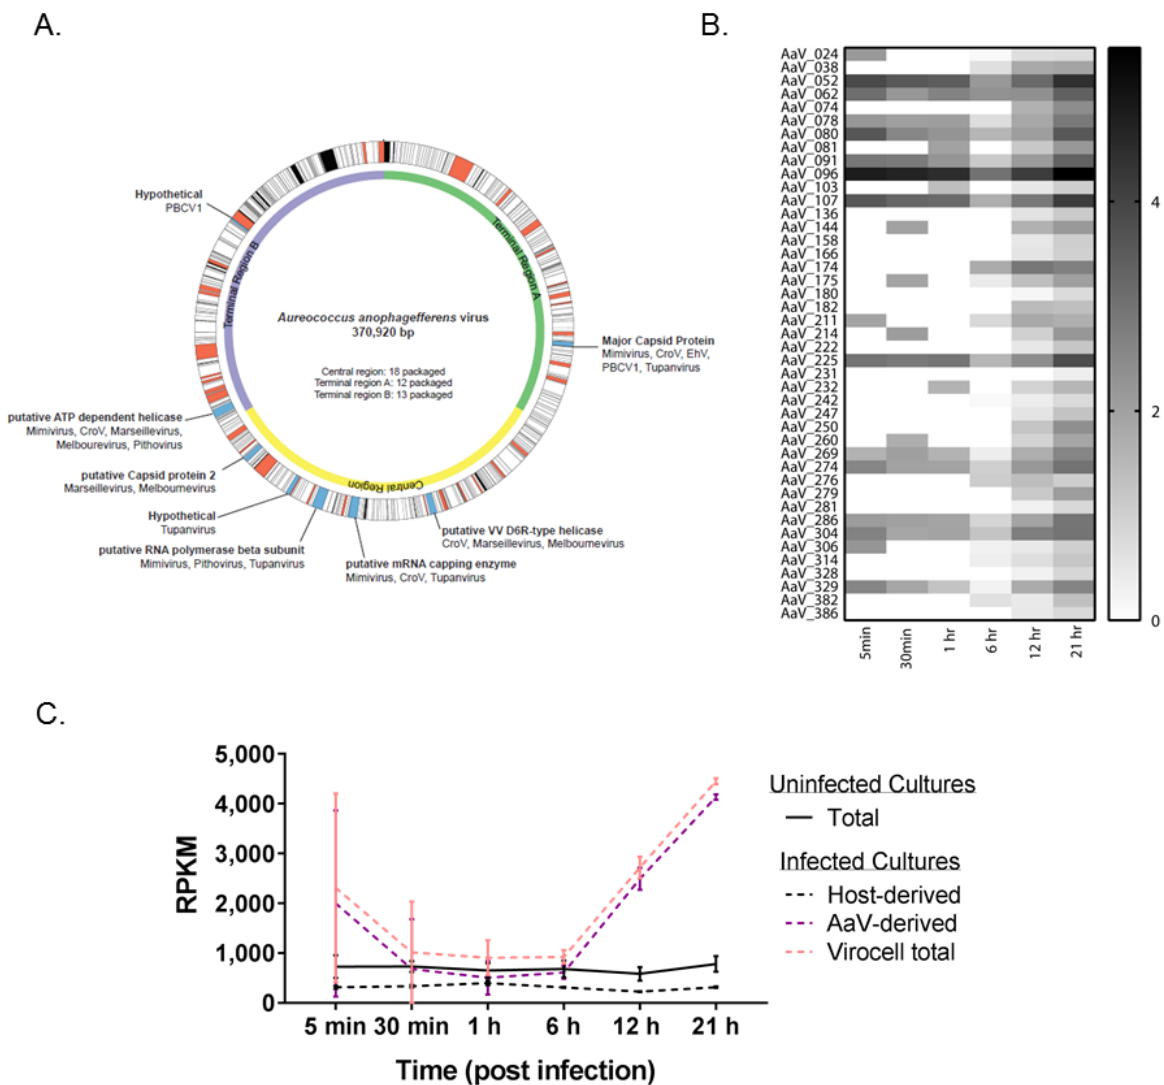 A.
Hypothetical
PBCV1
Terminal Region B
Terminal Region A
Aureococcus anophagefferens virus
370,920 bp
Central region: 18 packaged
Terminal region A: 12 packaged
Terminal region B: 13 packaged
Major Capsid Protein
Mimivirus, CroV, EhV,
PBCV1, Tupanvirus
putative ATP dependent helicase
Mimivirus, CroV, Marseillevirus,
Melbourevirus, Pithovirus
putative Capsid protein 2
Marseillevirus, Melbournevirus
Central Region
Hypothetical
Tupanvirus
putative RNA polymerase beta subunit
Mimivirus, Pithovirus, Tupanvirus
putative VV D6R-type helicase
CroV, Marseillevirus, Melbournevirus
putative mRNA capping enzyme
Mimivirus, CroV, Tupanvirus
B.
AaV_024
AaV_038
AaV_052
AaV_062
AaV_074
AaV_078
AaV_080
AaV_081
AaV_091
AaV_096
AaV_103
AaV_107
AaV_136
AaV_144
AaV_158
AaV_166
AaV_174
AaV_175
AaV_180
AaV_182
AaV_211
AaV_214
AaV_222
AaV_225
AaV_231
AaV_232
AaV_242
AaV_247
AaV_250
AaV_260
AaV_269
AaV_274
AaV_276
AaV_279
AaV_281
AaV_286
AaV_304
AaV_306
AaV_314
AaV_328
AaV_329
AaV_382
AaV_386
5min
30min
1 hr
6 hr
12 hr
21 hr
4
2
0
C.
RPKM
5,000
4,000
3,000
2,000
1,000
0
5 min 30 min 1 h 6 h 12 h 21 h
Time (post infection)
Uninfected Cultures
Total
Infected Cultures
Host-derived
AaV-derived
Virocell total